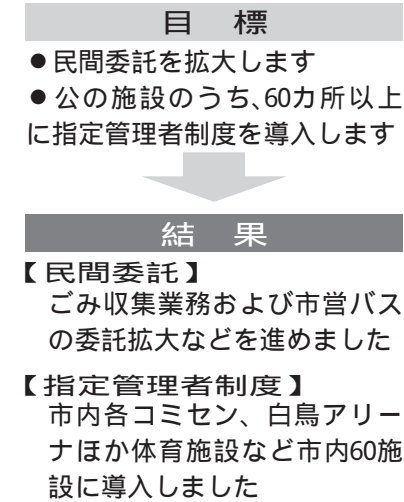 目 標
●民間委託を拡大します
●公の施設のうち、60カ所以上
に指定管理者制度を導入します
結 果
【民間委託】
ごみ収集業務および市営バス
の委託拡大などを進めました
【指定管理者制度】
市内各コミセン、白鳥アリー
ナほか体育施設など市内60施
設に導入しました